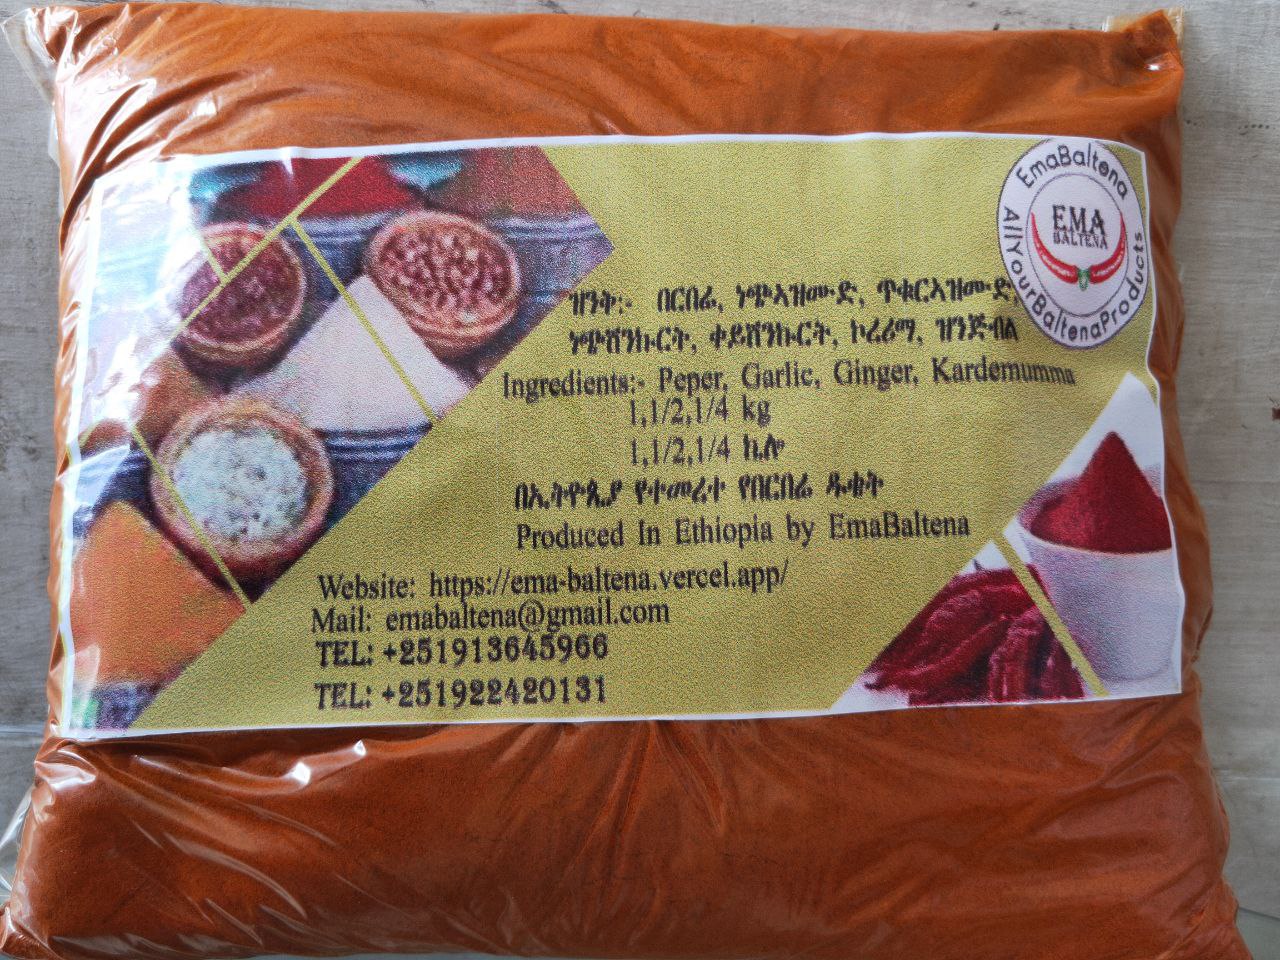 EmaBaltena
EMA
BALTENA
AllYourBaltenaProducts
ዝንት:- በርበሬ, ነጭአዝሙድ, ጥቁርአዝሙድ,
ነጭሽንኩርት, ቀይሽንኩርት, ኮረሪማ, ዝንጅብል
Ingredients:- Peper, Garlic, Ginger, Kardemumma
1,1/2,1/4 kg
1,1/2,1/4 ኪሎ
በኢትዮጲያ የተመረተ የበርበሬ ዱቄት
Produced In Ethiopia by EmaBaltena
Website: https://ema-baltena.vercel.app/
Mail: emabaltena@gmail.com
TEL: +251913645966
TEL: +251922420131